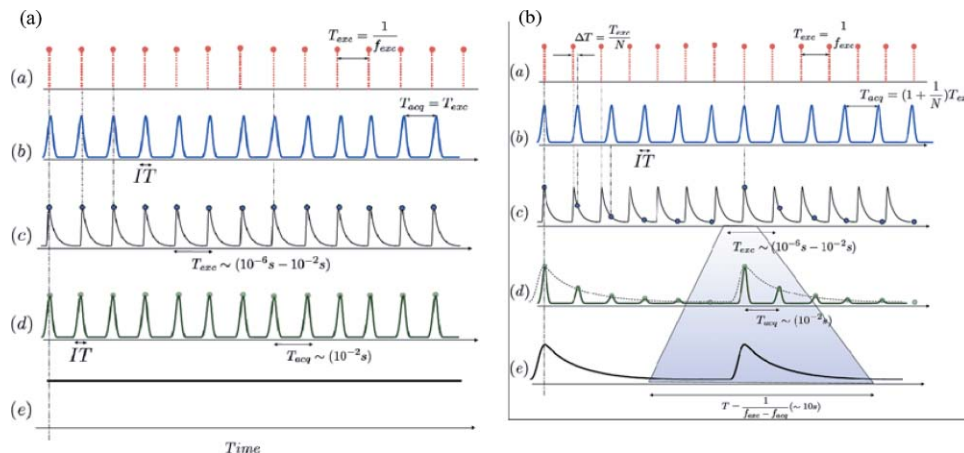 (a)
T_exc = 1/f_exc
(a)
T_acq = T_exc
(b)
IT
(c)
T_exc ~ (10^-6 s − 10^-2 s)
(d)
IT
T_acq ~ (10^-2 s)
(e)
Time
(b)
ΔT = T_exc/N
T_exc = 1/f_exc
(a)
T_acq = (1 + 1/N)T_ex
(b)
IT
(c)
T_exc ~ (10^-6 s − 10^-2 s)
(d)
T_acq ~ (10^-2 s)
(e)
T − 1/(f_exc − f_acq) (~ 10s)